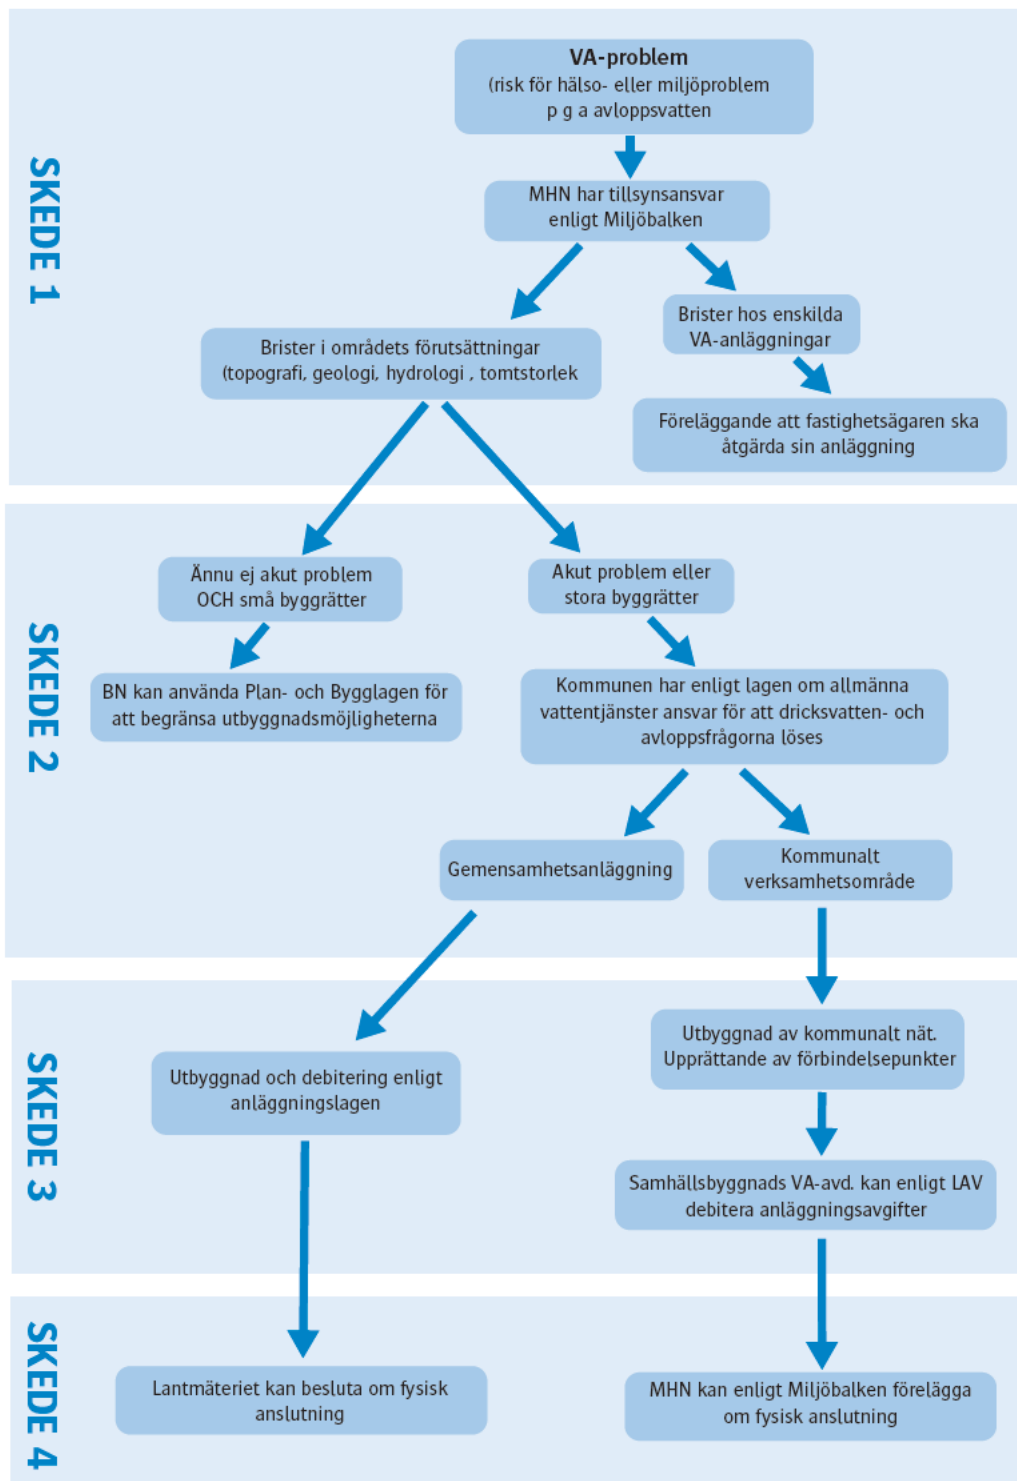 SKEDE 1
VA-problem
(risk för hälso- eller miljöproblem
p g a avloppsvatten
MHN har tillsynsansvar
enligt Miljöbalken
Brister hos enskilda
VA-anläggningar
Brister i områdets förutsättningar
(topografi, geologi, hydrologi , tomtstorlek
Föreläggande att fastighetsägaren ska
åtgärda sin anläggning
SKEDE 2
Ännu ej akut problem
OCH små byggrätter
Akut problem eller
stora byggrätter
BN kan använda Plan- och Bygglagen för
att begränsa utbyggnadsmöjligheterna
Kommunen har enligt lagen om allmänna
vattentjänster ansvar för att dricksvatten- och
avloppsfrågorna löses
Gemensamhetsanläggning
Kommunalt
verksamhetsområde
SKEDE 3
Utbyggnad av kommunalt nät.
Upprättande av förbindelsepunkter
Utbyggnad och debitering enligt
anläggningslagen
Samhällsbyggnads VA-avd. kan enligt LAV
debitera anläggningsavgifter
SKEDE 4
Lantmäteriet kan besluta om fysisk
anslutning
MHN kan enligt Miljöbalken förelägga
om fysisk anslutning